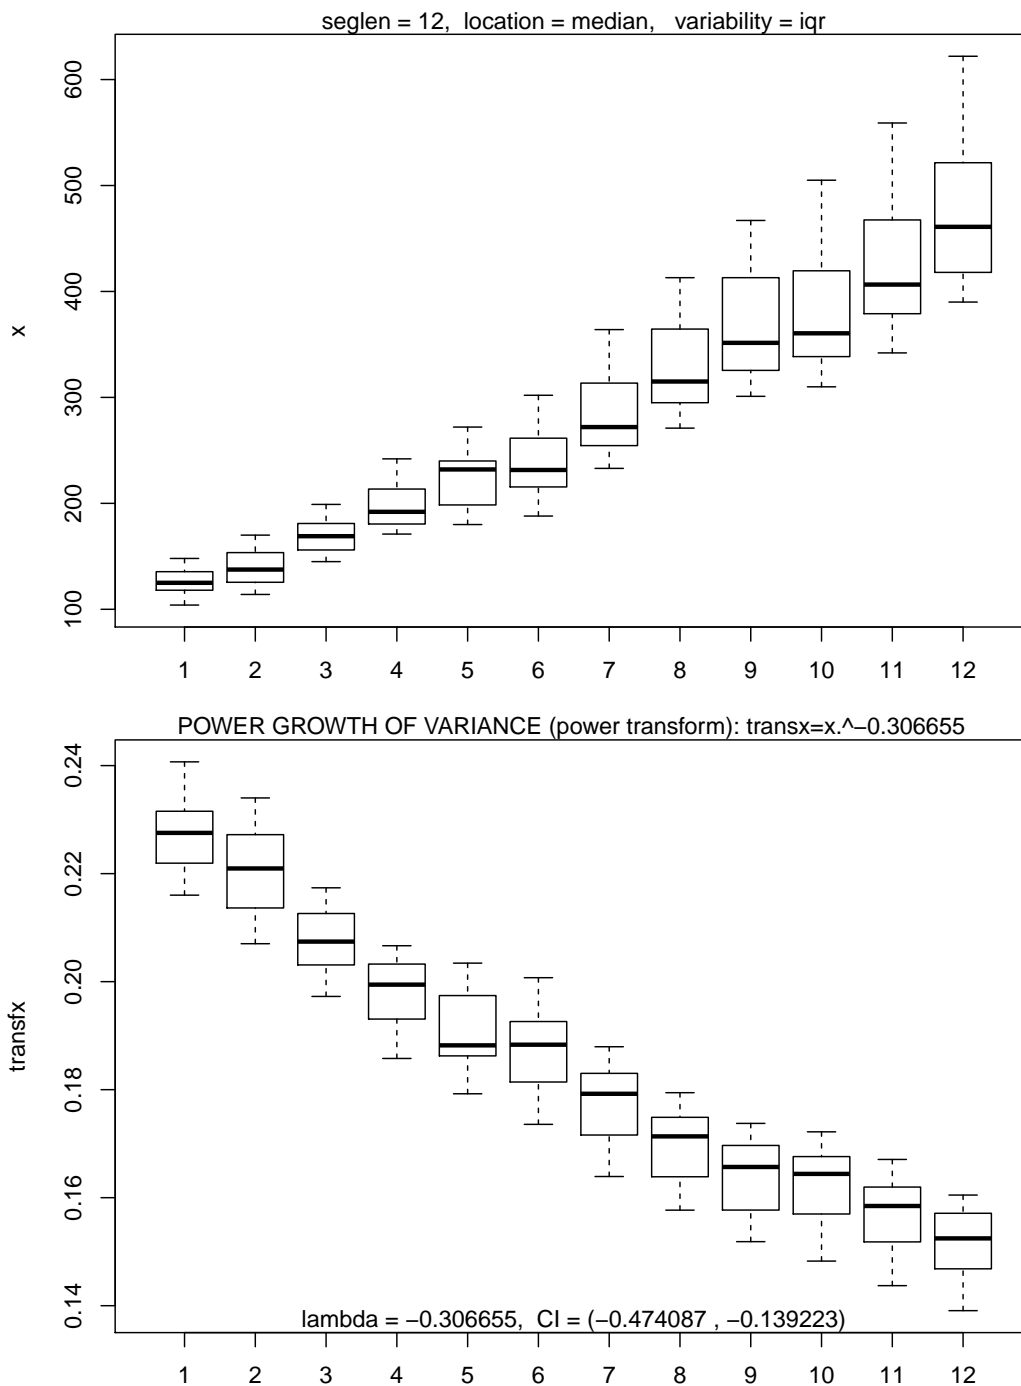 seglen = 12, location = median, variability = iqr
600
500
400
300
200
100
x
1 2 3 4 5 6 7 8 9 10 11 12
POWER GROWTH OF VARIANCE (power transform): transx=x.^−0.306655
0.24
0.22
0.20
0.18
0.16
0.14
transfx
lambda = −0.306655, CI = (−0.474087 , −0.139223)
1 2 3 4 5 6 7 8 9 10 11 12